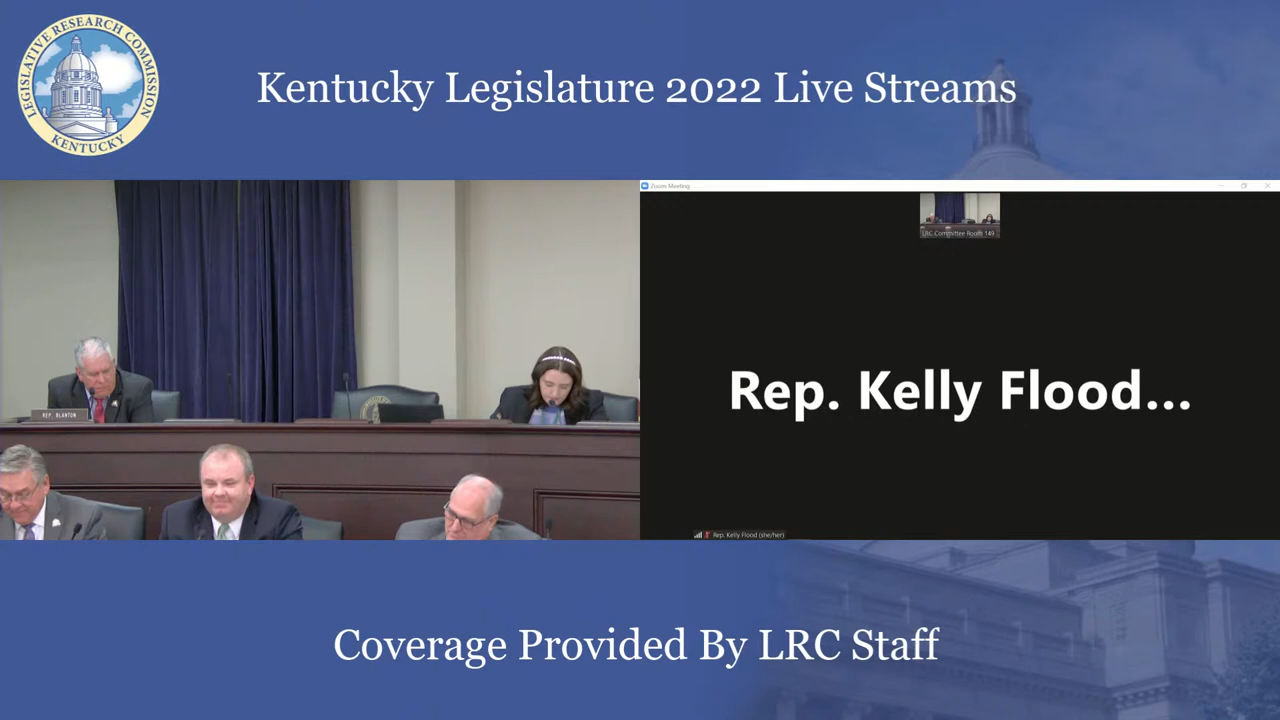 LEGISLATIVE RESEARCH COMMISSION
KENTUCKY
Kentucky Legislature 2022 Live Streams
Zoom Meeting
LRC Committee Room 149
REP. BLANTON
Rep. Kelly Flood...
Rep. Kelly Flood (she/her)
Coverage Provided By LRC Staff